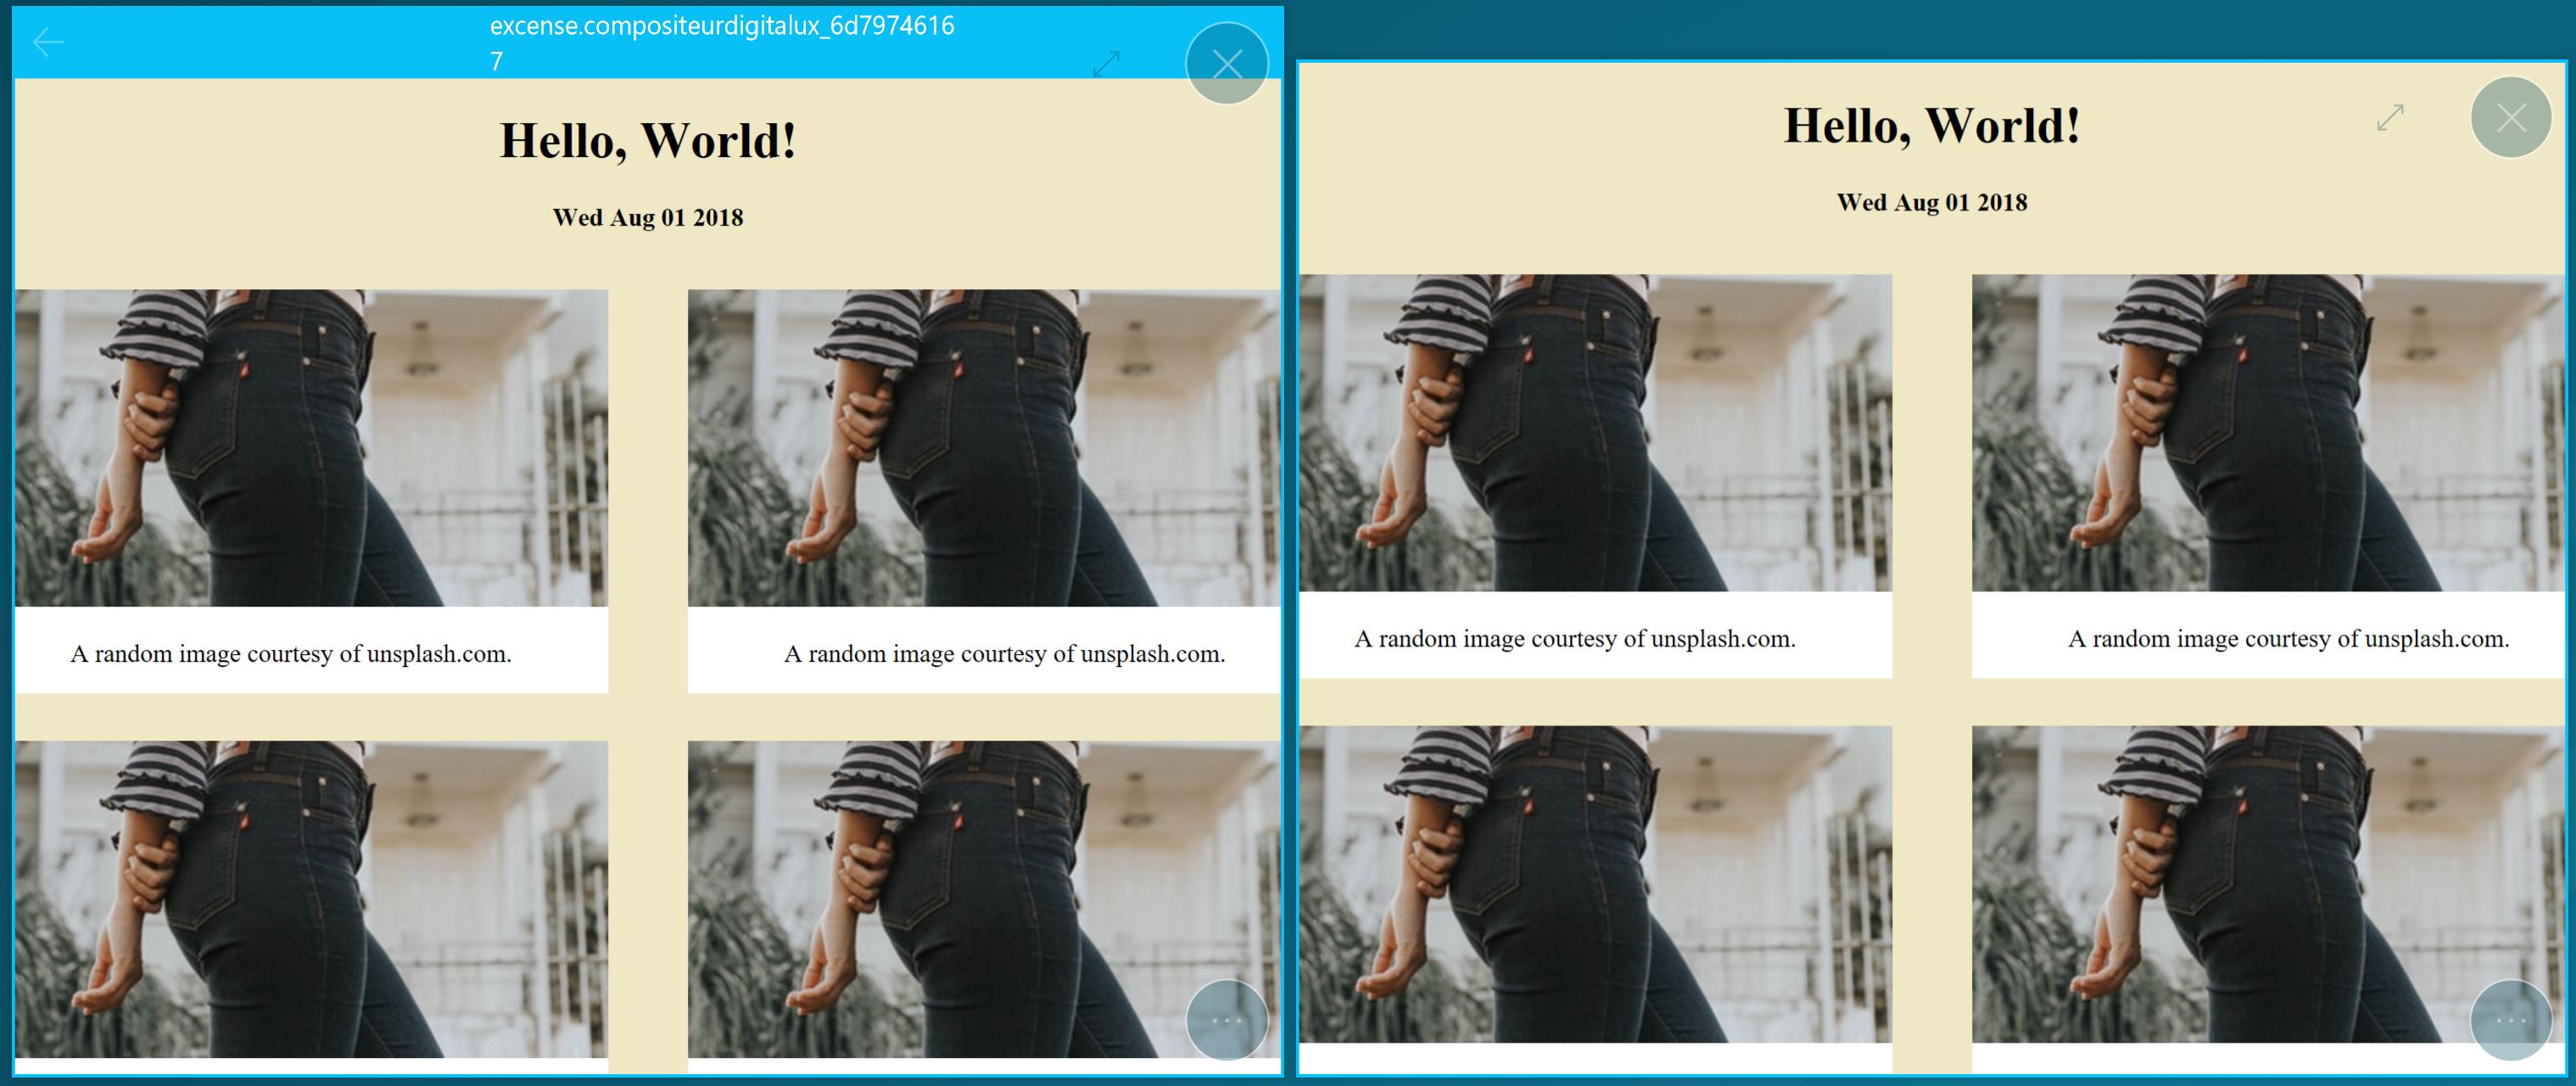 excense.compositeurdigitalux_6d7974616
7
Hello, World!
Wed Aug 01 2018
A random image courtesy of unsplash.com.
A random image courtesy of unsplash.com.
Hello, World!
Wed Aug 01 2018
A random image courtesy of unsplash.com.
A random image courtesy of unsplash.com.